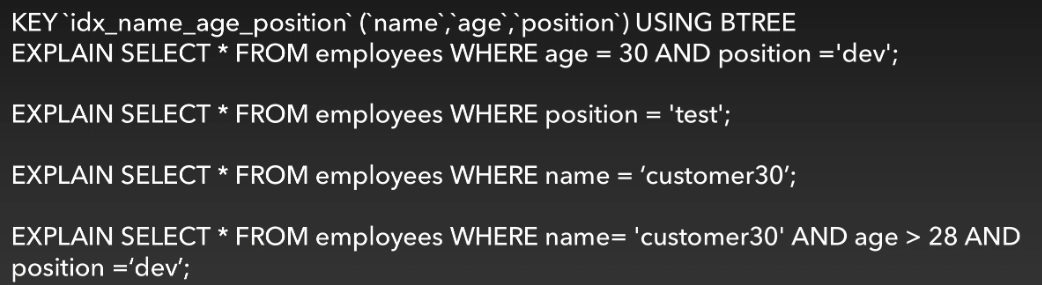 KEY `idx_name_age_position` (`name`,`age`,`position`) USING BTREE
EXPLAIN SELECT * FROM employees WHERE age = 30 AND position ='dev';
EXPLAIN SELECT * FROM employees WHERE position = 'test';
EXPLAIN SELECT * FROM employees WHERE name = ‘customer30’;
EXPLAIN SELECT * FROM employees WHERE name= 'customer30' AND age > 28 AND
position =‘dev’;